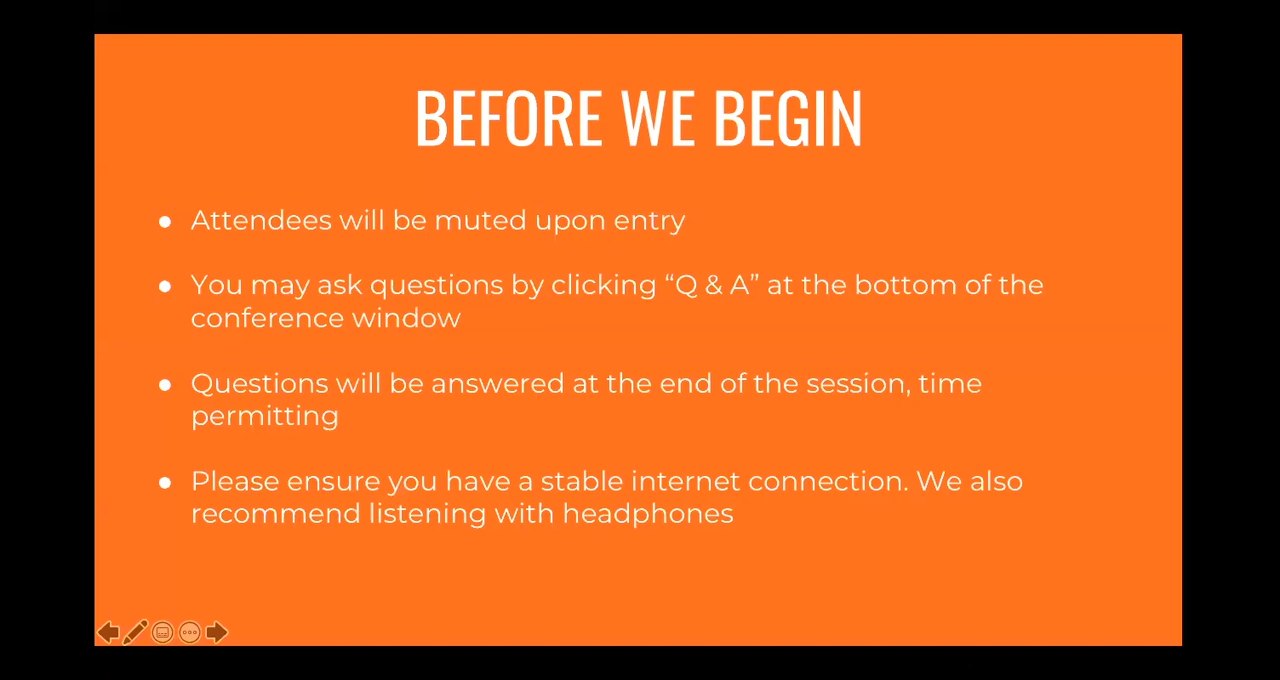 BEFORE WE BEGIN
● Attendees will be muted upon entry
● You may ask questions by clicking “Q & A” at the bottom of the
conference window
● Questions will be answered at the end of the session, time
permitting
● Please ensure you have a stable internet connection. We also
recommend listening with headphones